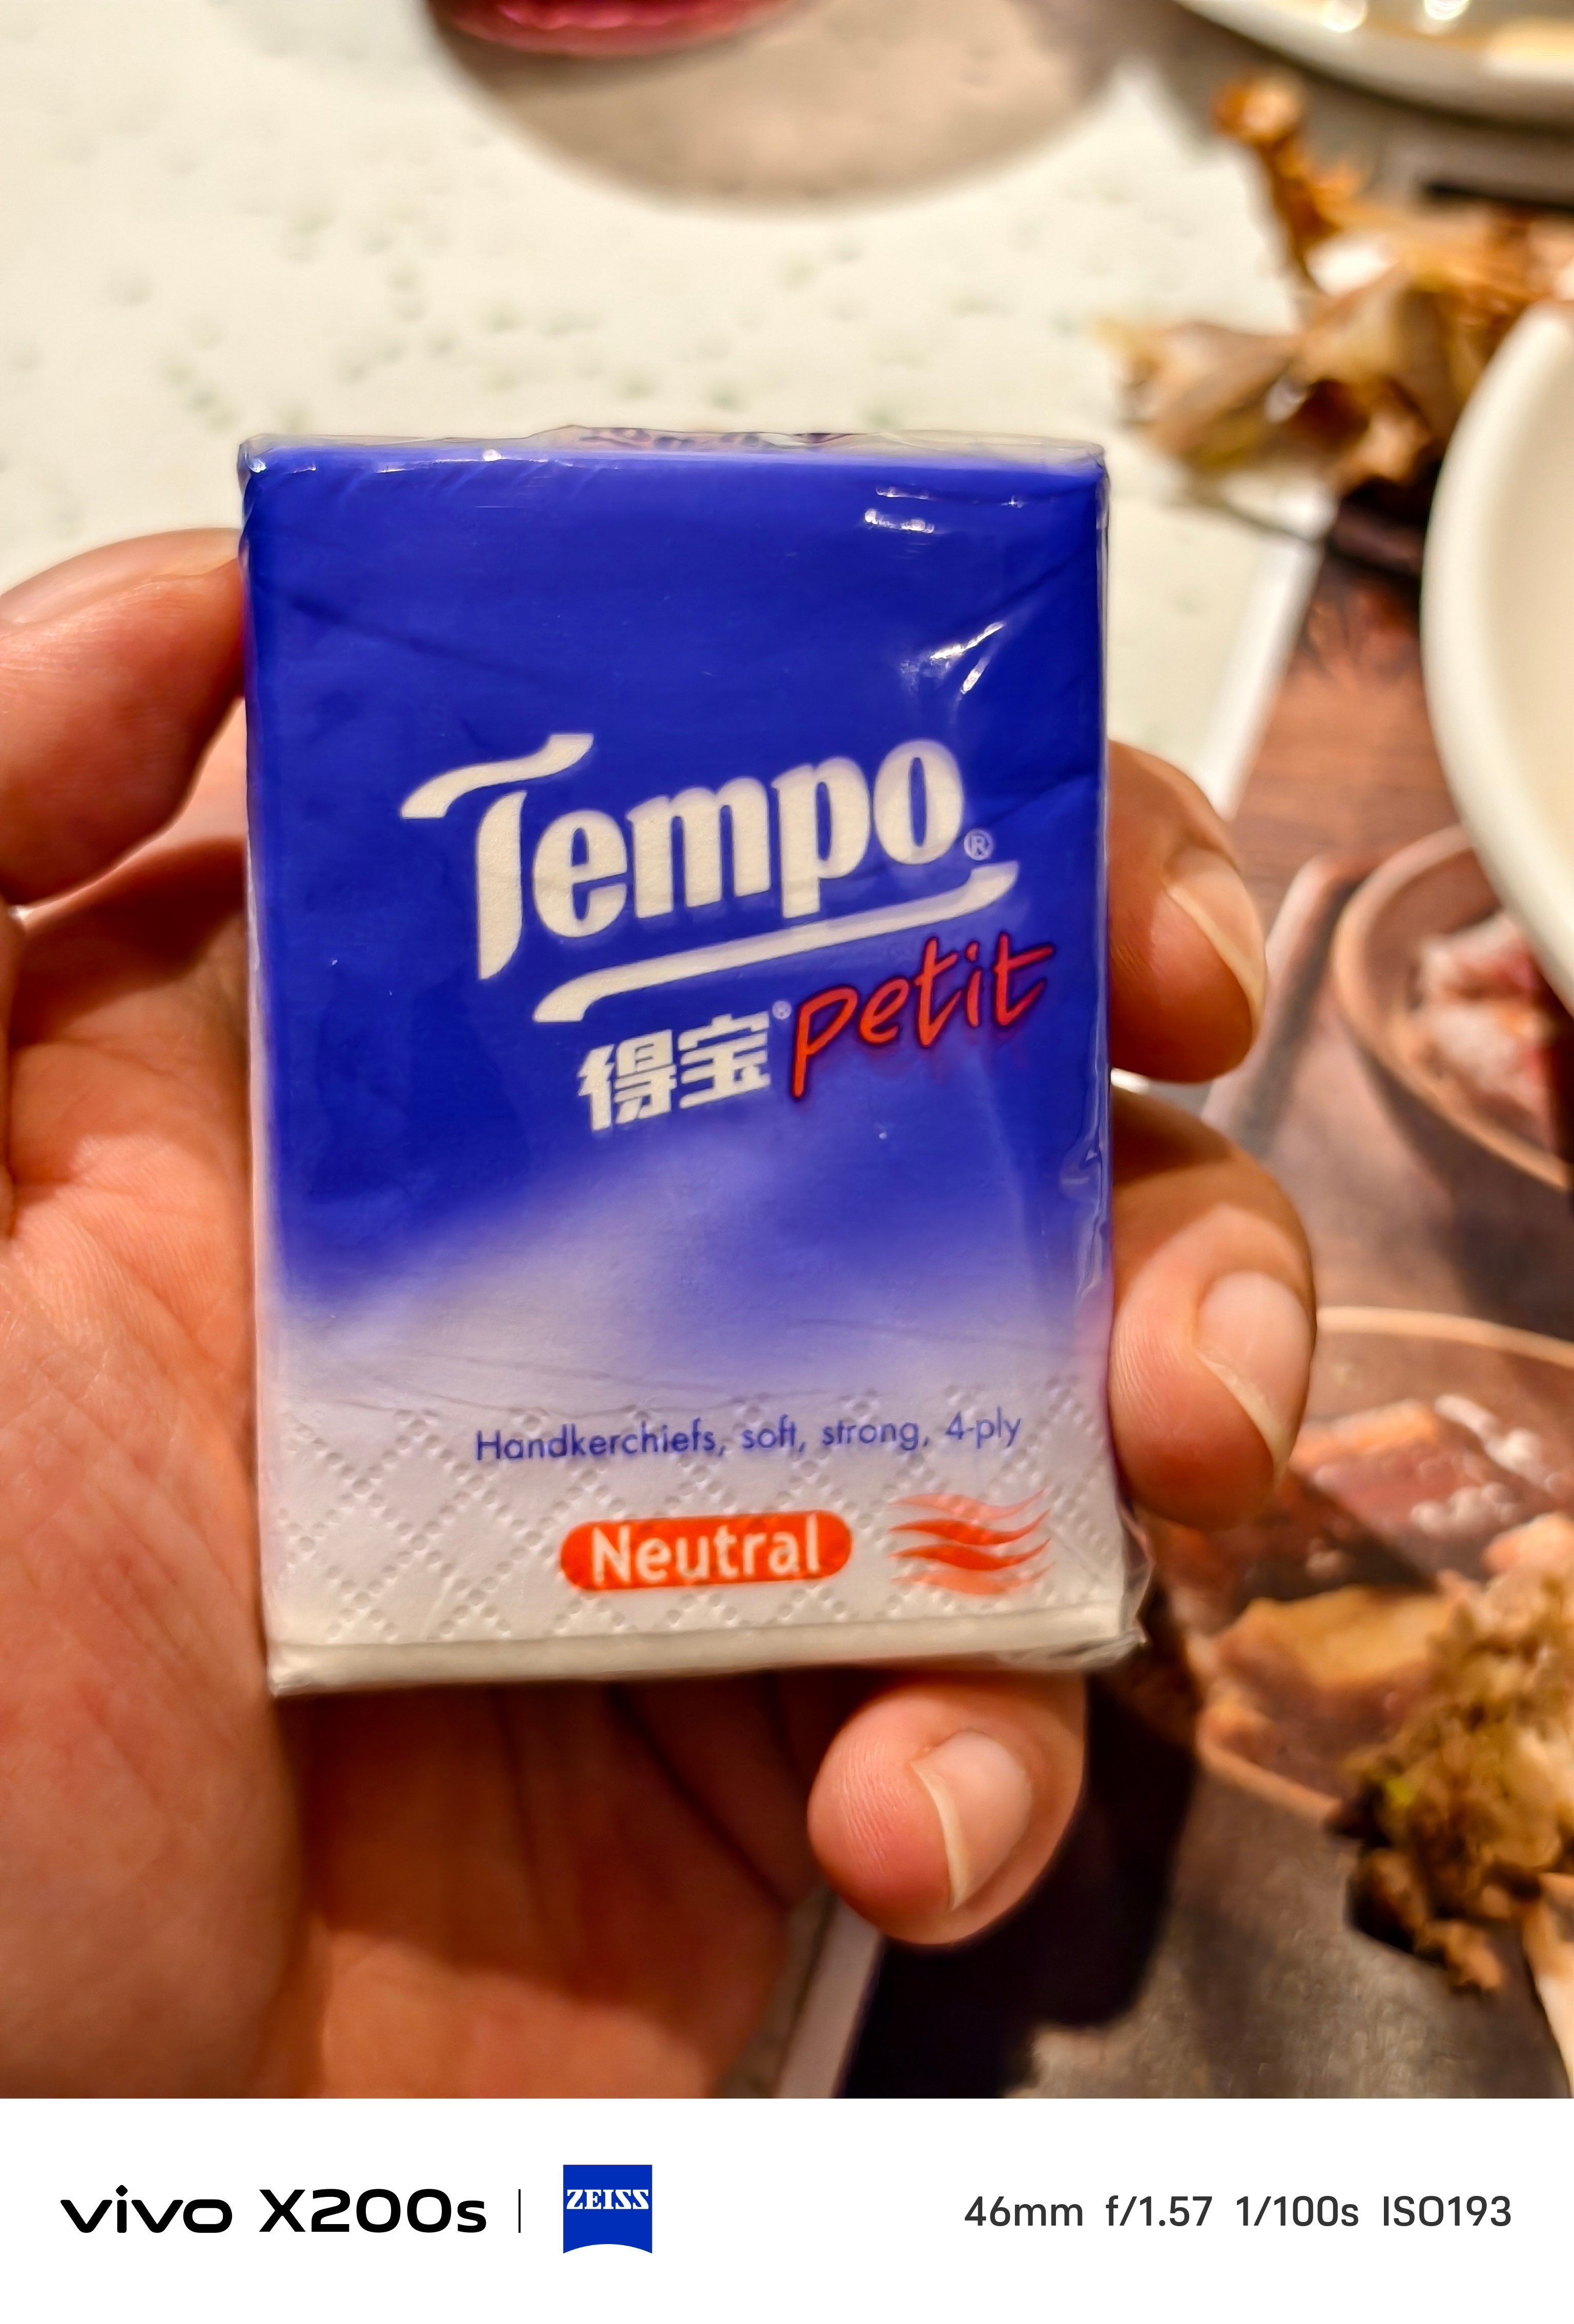 Tempo®
得宝® petit
Handkerchiefs, soft, strong, 4-ply
Neutral
vivo X200s | ZEISS 46mm f/1.57 1/100s ISO193